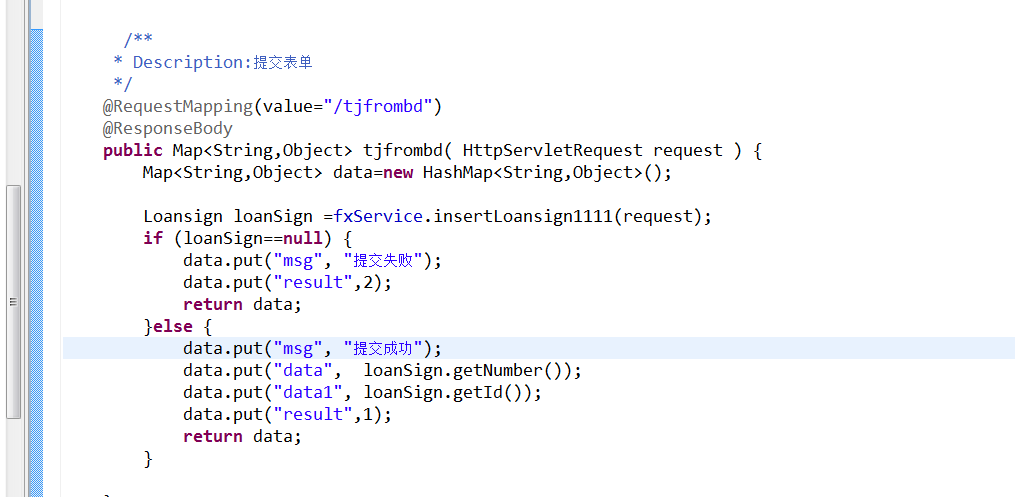 /**
* Description:提交表单
*/
@RequestMapping(value="/tjfrombd")
@ResponseBody
public Map<String,Object> tjfrombd( HttpServletRequest request ) {
Map<String,Object> data=new HashMap<String,Object>();
Loansign loanSign =fxService.insertLoansign1111(request);
if (loanSign==null) {
data.put("msg", "提交失败");
data.put("result",2);
return data;
}else {
data.put("msg", "提交成功");
data.put("data",  loanSign.getNumber());
data.put("data1", loanSign.getId());
data.put("result",1);
return data;
}